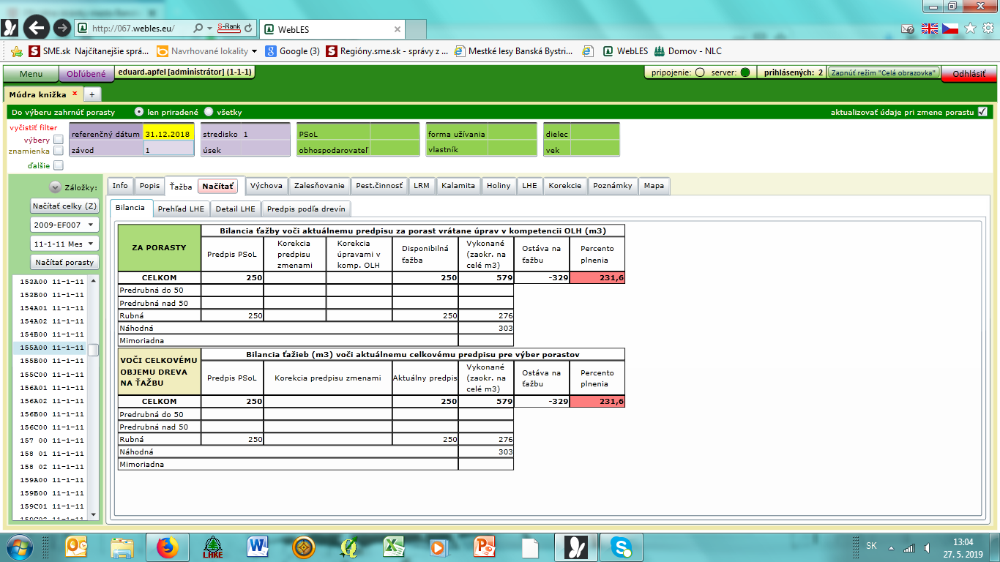 http://067.webles.eu/
S-Rank
WebLES
SME.sk Najčítanejšie sprá...
Navrhované lokality
Google (3)
Regióny.sme.sk - správy z ...
Mestké lesy Banská Bystri...
WebLES
Domov - NLC
Menu
Obľúbené
eduard.apfel [administrátor] (1-1-1)
pripojenie:
server:
prihlásených: 2
Zapnúť režim "Celá obrazovka"
Odhlásiť
Múdra knižka
+
Do výberu zahrnúť porasty
len priradené
všetky
aktualizovať údaje pri zmene porastu
vyčistiť filter
výbery
znamienka
ďalšie
referenčný dátum 31.12.2018
závod 1
stredisko 1
úsek
PSoL
obhospodarovateľ
forma užívania
vlastník
dielec
vek
Záložky:
Načítať celky (Z)
2009-EF007
11-1-11 Mes
Načítať porasty
153A00 11-1-11
153B00 11-1-11
154A01 11-1-11
154A02 11-1-11
154B00 11-1-11
155A00 11-1-11
155B00 11-1-11
155C00 11-1-11
156A01 11-1-11
156A02 11-1-11
156B00 11-1-11
156C00 11-1-11
157 00 11-1-11
158 01 11-1-11
158 02 11-1-11
159A00 11-1-11
159B00 11-1-11
159C01 11-1-11
159C02 11-1-11
Info
Popis
Ťažba
Načítať
Výchova
Zalesňovanie
Pest.činnosť
LRM
Kalamita
Holiny
LHE
Korekcie
Poznámky
Mapa
Bilancia
Prehľad LHE
Detail LHE
Predpis podľa drevín
ZA PORASTY
Bilancia ťažby voči aktuálnemu predpisu za porast vrátane úprav v kompetencii OLH (m3)
Predpis PSoL
Korekcia
predpisu
zmenami
Korekcia
úpravami v
komp. OLH
Disponibilná
ťažba
Vykonané
(zaokr. na
celé m3)
Ostáva na
ťažbu
Percento
plnenia
CELKOM 250 250 579 -329 231,6
Predrubná do 50
Predrubná nad 50
Rubná 250 250 276
Náhodná 303
Mimoriadna
VOČI CELKOVÉMU
OBJEMU DREVA
NA ŤAŽBU
Bilancia ťažieb (m3) voči aktuálnemu celkovému predpisu pre výber porastov
Predpis PSoL
Korekcia predpisu zmenami
Aktuálny predpis
Vykonané
(zaokr. na
celé m3)
Ostáva na
ťažbu
Percento
plnenia
CELKOM 250 250 579 -329 231,6
Predrubná do 50
Predrubná nad 50
Rubná 250 250 276
Náhodná 303
Mimoriadna
LAKE
SK
13:04
27. 5. 2019